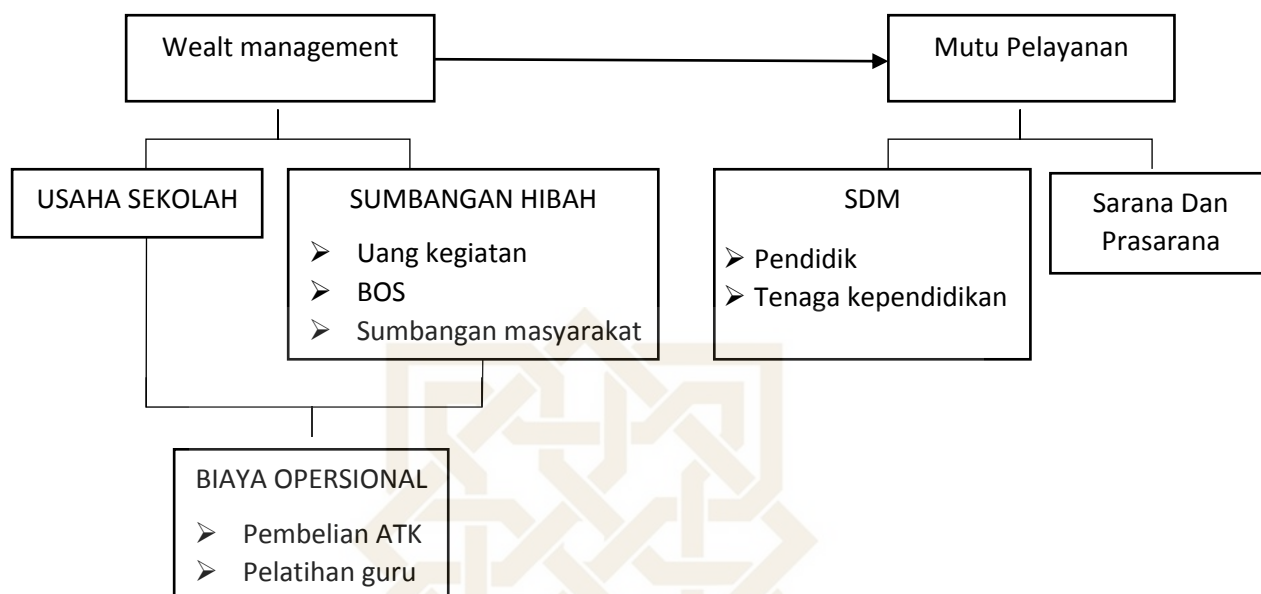 Wealt management
Mutu Pelayanan
USAHA SEKOLAH
SUMBANGAN HIBAH
➢ Uang kegiatan
➢ BOS
➢ Sumbangan masyarakat
SDM
➢ Pendidik
➢ Tenaga kependidikan
Sarana Dan
Prasarana
BIAYA OPERSIONAL
➢ Pembelian ATK
➢ Pelatihan guru